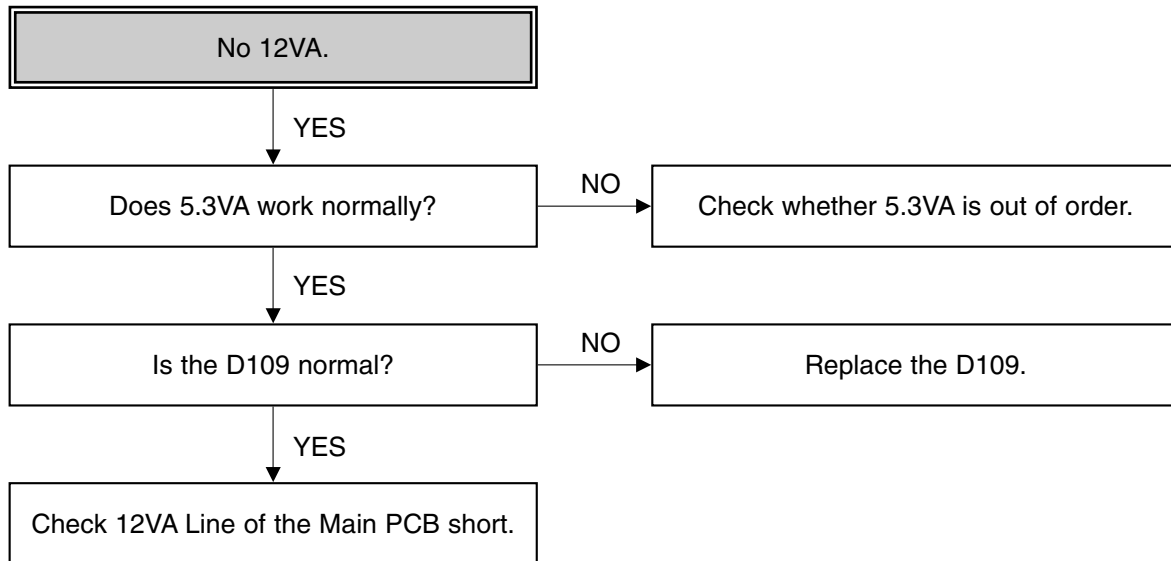 No 12VA.
YES
Does 5.3VA work normally?
NO
Check whether 5.3VA is out of order.
YES
Is the D109 normal?
NO
Replace the D109.
YES
Check 12VA Line of the Main PCB short.